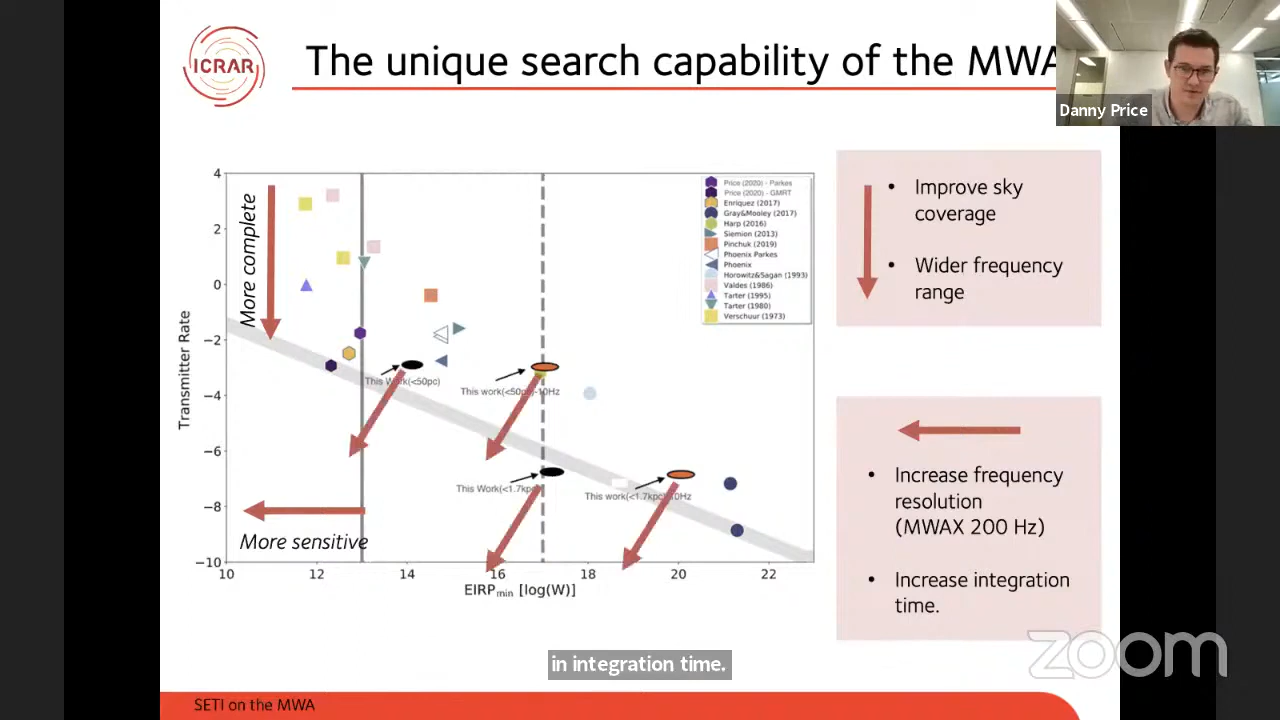 ICRAR
The unique search capability of the MWA
Danny Price
More complete
Transmitter Rate
4
2
0
−2
−4
−6
−8
−10
10
12
14
16
18
20
22
EIRPmin [log(W)]
More sensitive
This Work(<50pc)
This work(<50pc)-10Hz
This Work(<1.7kpc)
This work(<1.7kpc)-10Hz
Price (2020) - Parkes
Price (2020) - GMRT
Enriquez (2017)
Gray&Mooley (2017)
Harp (2016)
Siemion (2013)
Pinchuk (2019)
Phoenix Parkes
Phoenix
Horowitz&Sagan (1993)
Valdes (1986)
Tarter (1995)
Tarter (1980)
Verschuur (1973)
• Improve sky
coverage
• Wider frequency
range
• Increase frequency
resolution
(MWAX 200 Hz)
• Increase integration
time.
zoom
in integration time.
SETI on the MWA